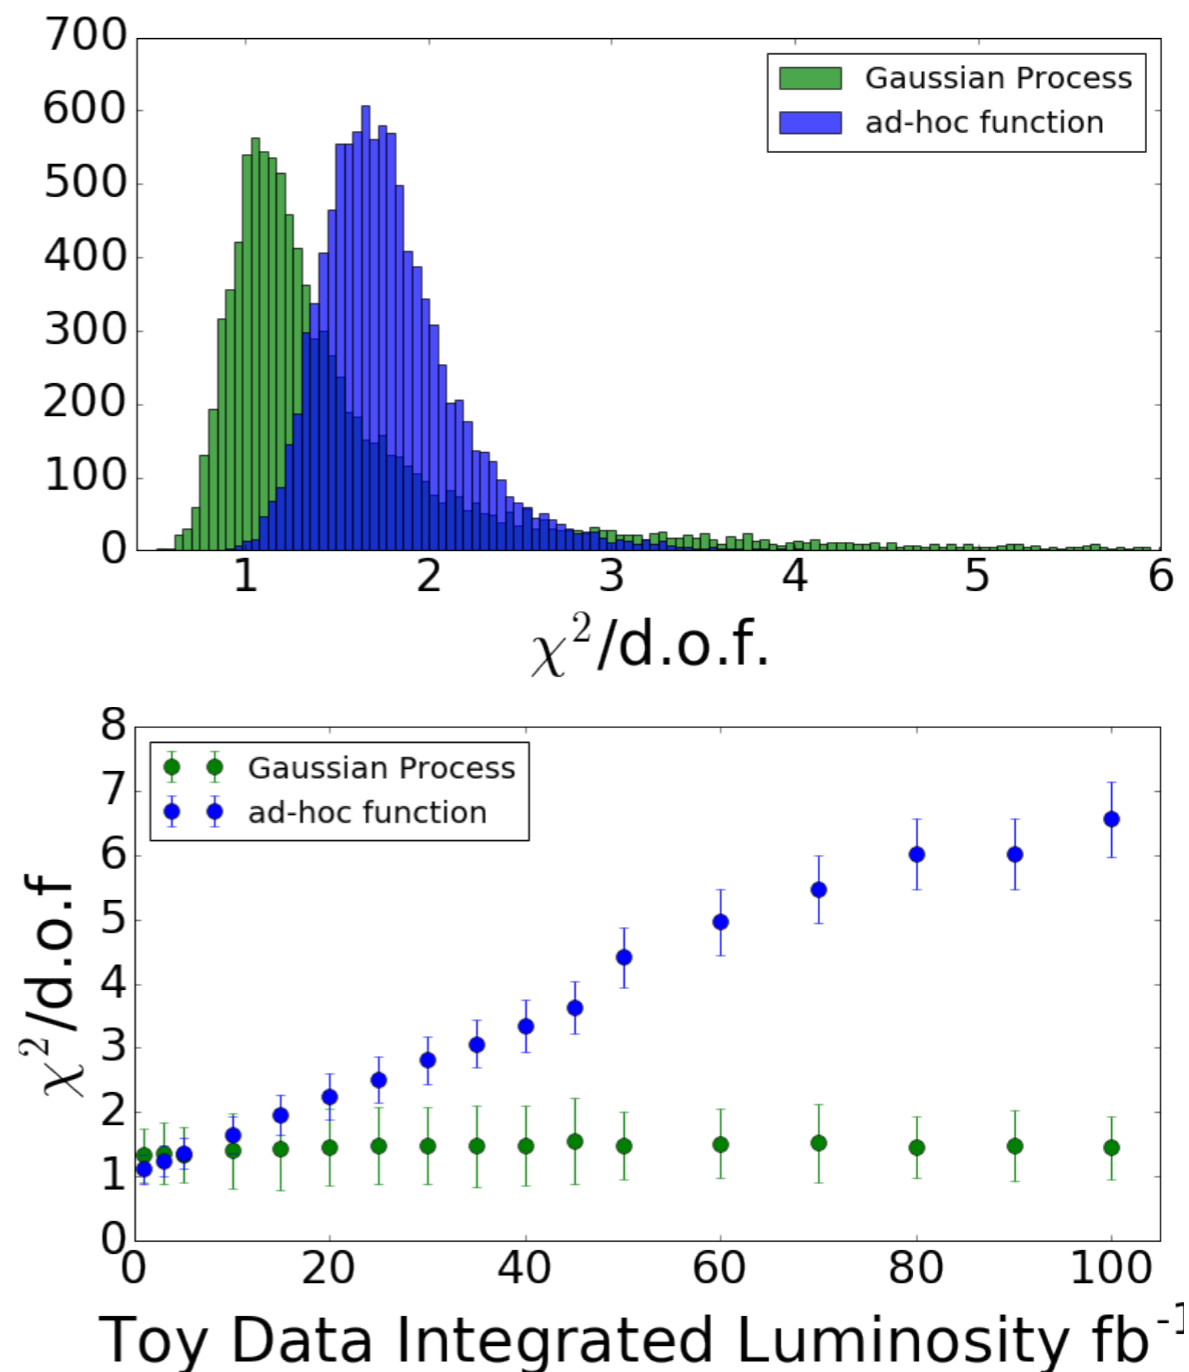 700
600
500
400
300
200
100
0
Gaussian Process
ad-hoc function
1 2 3 4 5 6
χ²/d.o.f.
8
7
6
5
4
3
2
1
0
Gaussian Process
ad-hoc function
χ²/d.o.f
0 20 40 60 80 100
Toy Data Integrated Luminosity fb⁻¹